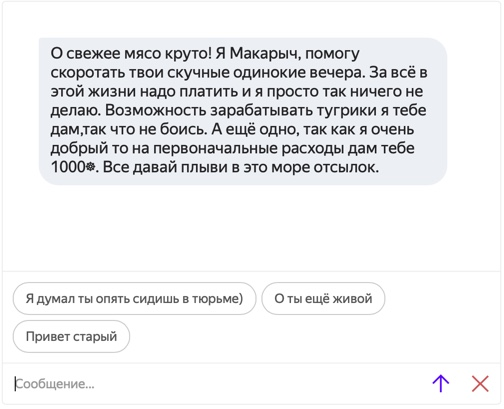 О свежее мясо круто! Я Макарыч, помогу
скоротать твои скучные одинокие вечера. За всё в
этой жизни надо платить и я просто так ничего не
делаю. Возможность зарабатывать тугрики я тебе
дам,так что не боись. А ещё одно, так как я очень
добрый то на первоначальные расходы дам тебе
1000☸. Все давай плыви в это море отсылок.
Я думал ты опять сидишь в тюрьме)
О ты ещё живой
Привет старый
Сообщение...